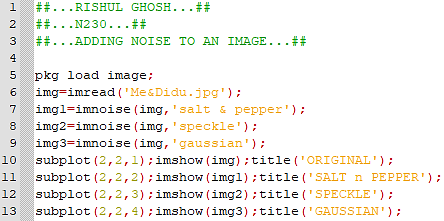 1 ##...RISHUL GHOSH...##
2 ##...N230...##
3 ##...ADDING NOISE TO AN IMAGE...##
4
5 pkg load image;
6 img=imread('Me&Didu.jpg');
7 img1=imnoise(img,'salt & pepper');
8 img2=imnoise(img,'speckle');
9 img3=imnoise(img,'gaussian');
10 subplot(2,2,1);imshow(img);title('ORIGINAL');
11 subplot(2,2,2);imshow(img1);title('SALT n PEPPER');
12 subplot(2,2,3);imshow(img2);title('SPECKLE');
13 subplot(2,2,4);imshow(img3);title('GAUSSIAN');